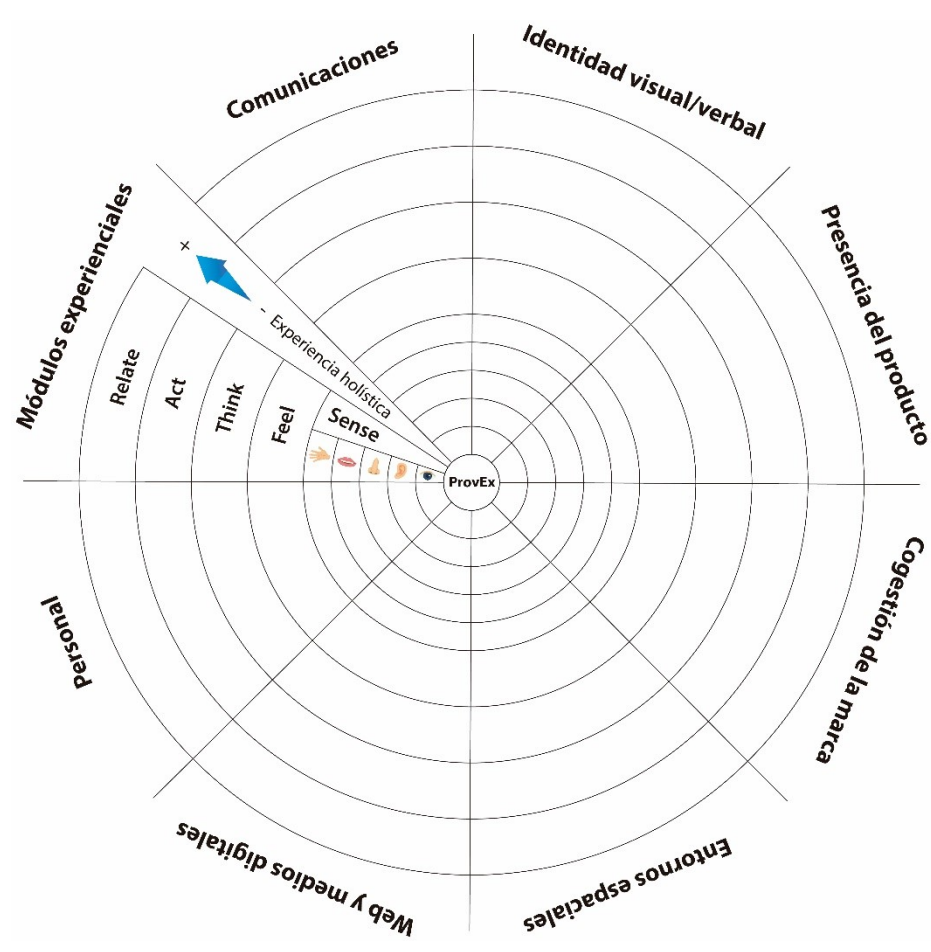 Comunicaciones
Identidad visual/verbal
Presencia del producto
Cogestión de la marca
Entornos espaciales
Web y medios digitales
Personal
Módulos experienciales
+
- Experiencia holística
Relate
Act
Think
Feel
Sense
ProvEx